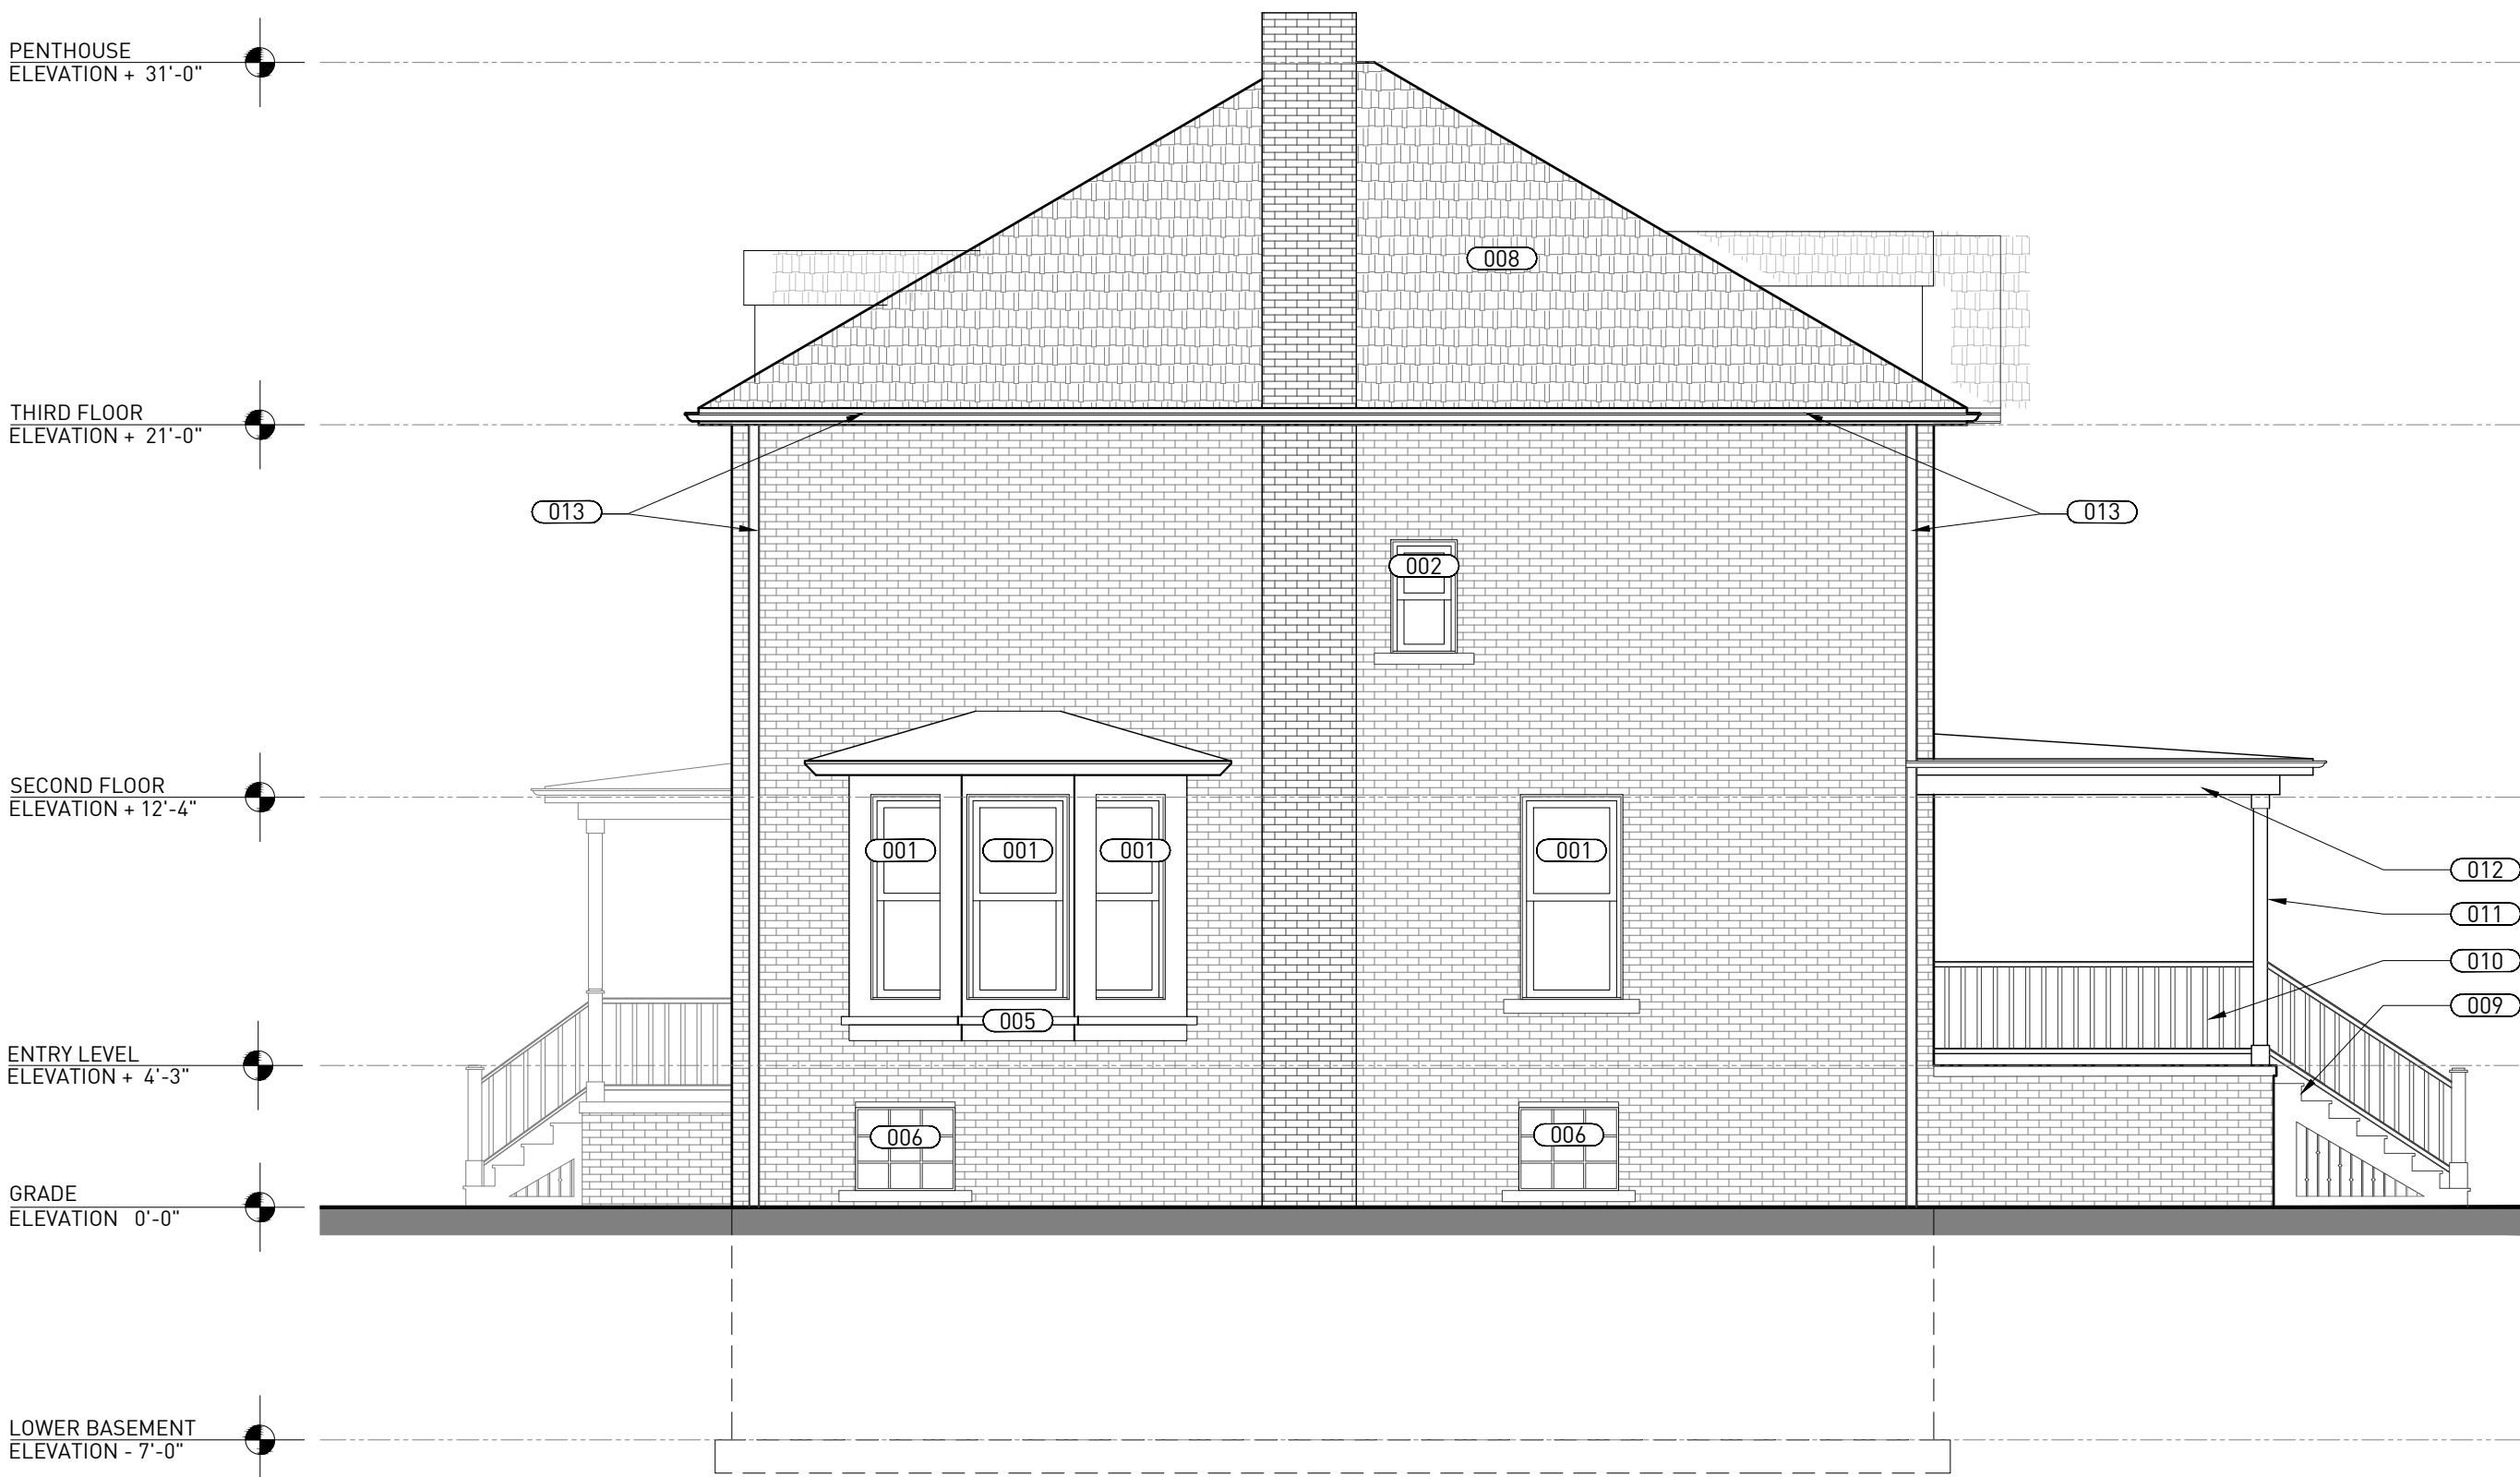 PENTHOUSE
ELEVATION + 31'-0"
008
THIRD FLOOR
ELEVATION + 21'-0"
013
013
002
SECOND FLOOR
ELEVATION + 12'-4"
001
001
001
001
012
011
010
009
005
ENTRY LEVEL
ELEVATION + 4'-3"
006
006
GRADE
ELEVATION 0'-0"
LOWER BASEMENT
ELEVATION - 7'-0"